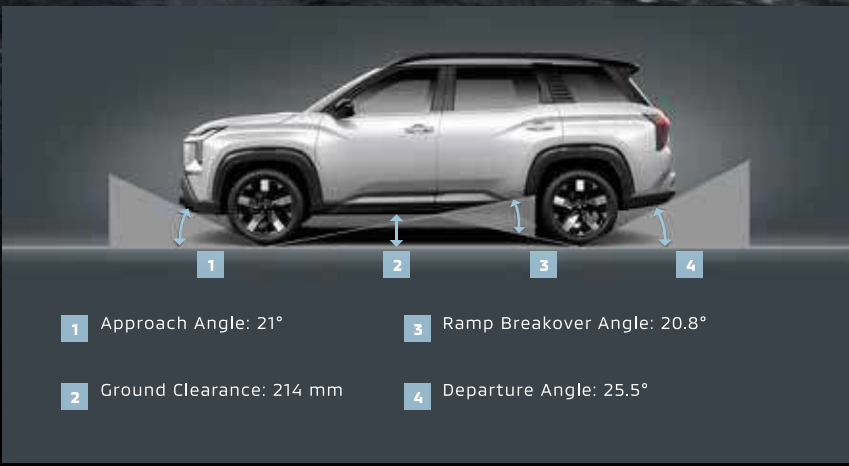 1 2 3 4
1 Approach Angle: 21°
3 Ramp Breakover Angle: 20.8°
2 Ground Clearance: 214 mm
4 Departure Angle: 25.5°